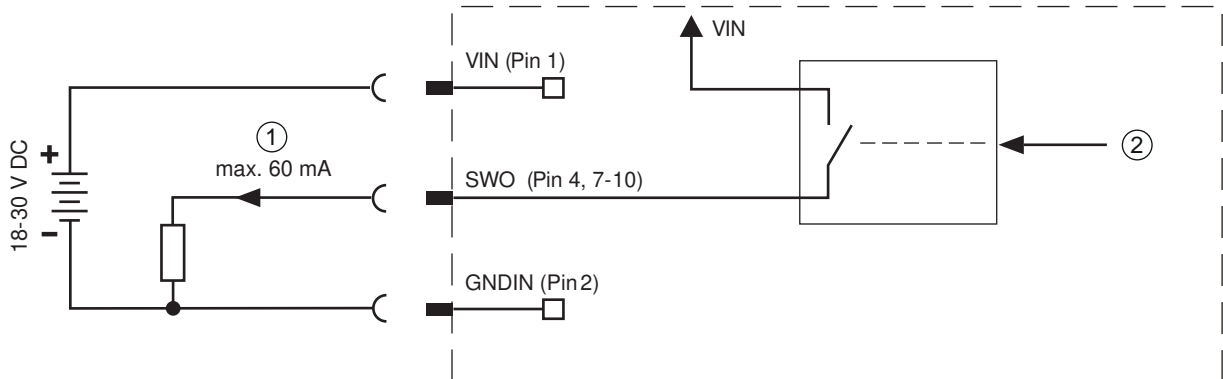 VIN
VIN (Pin 1)
①
max. 60 mA
②
+
SWO (Pin 4, 7-10)
18-30 V DC
–
GNDIN (Pin 2)